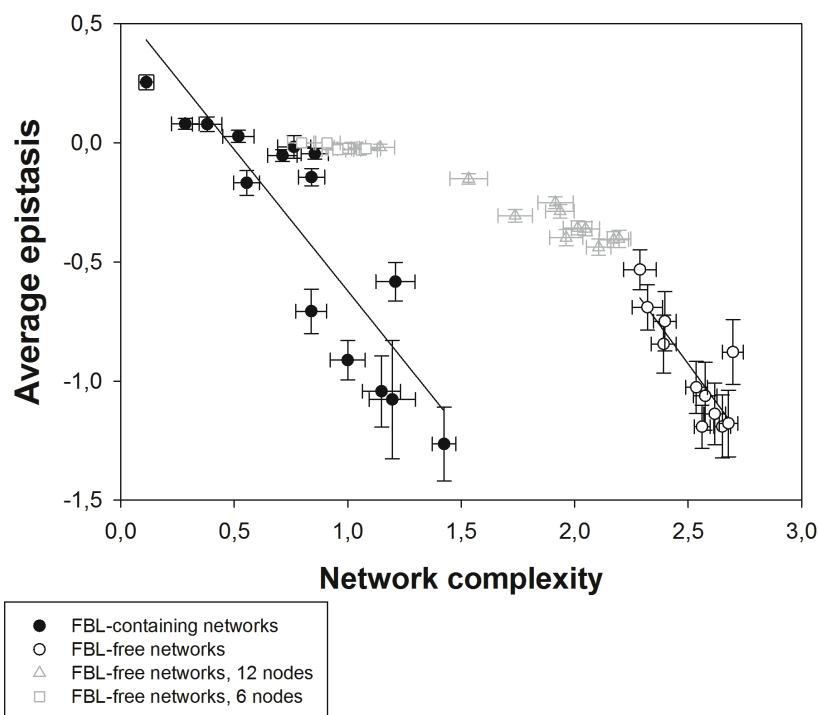 0,5
0,0
-0,5
-1,0
-1,5
Average epistasis
0,0 0,5 1,0 1,5 2,0 2,5 3,0
Network complexity
FBL-containing networks
FBL-free networks
FBL-free networks, 12 nodes
FBL-free networks, 6 nodes